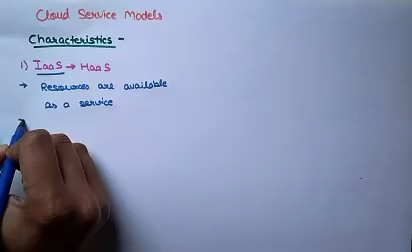 Cloud Service Models
Characteristics -
1) IaaS → HaaS
→ Resources are available
as a service